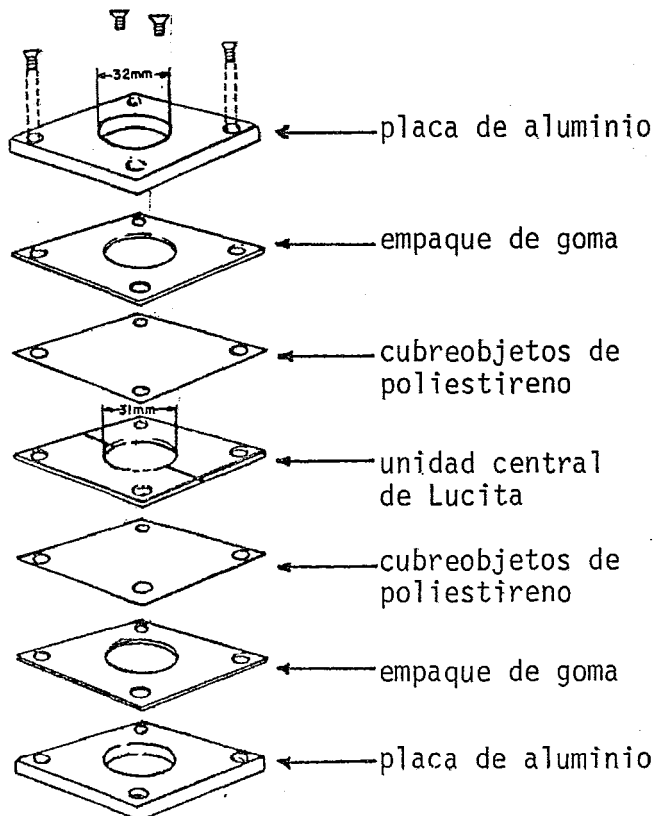 32mm
placa de aluminio
empaque de goma
cubreobjetos de
poliestireno
31mm
unidad central
de Lucita
cubreobjetos de
poliestireno
empaque de goma
placa de aluminio